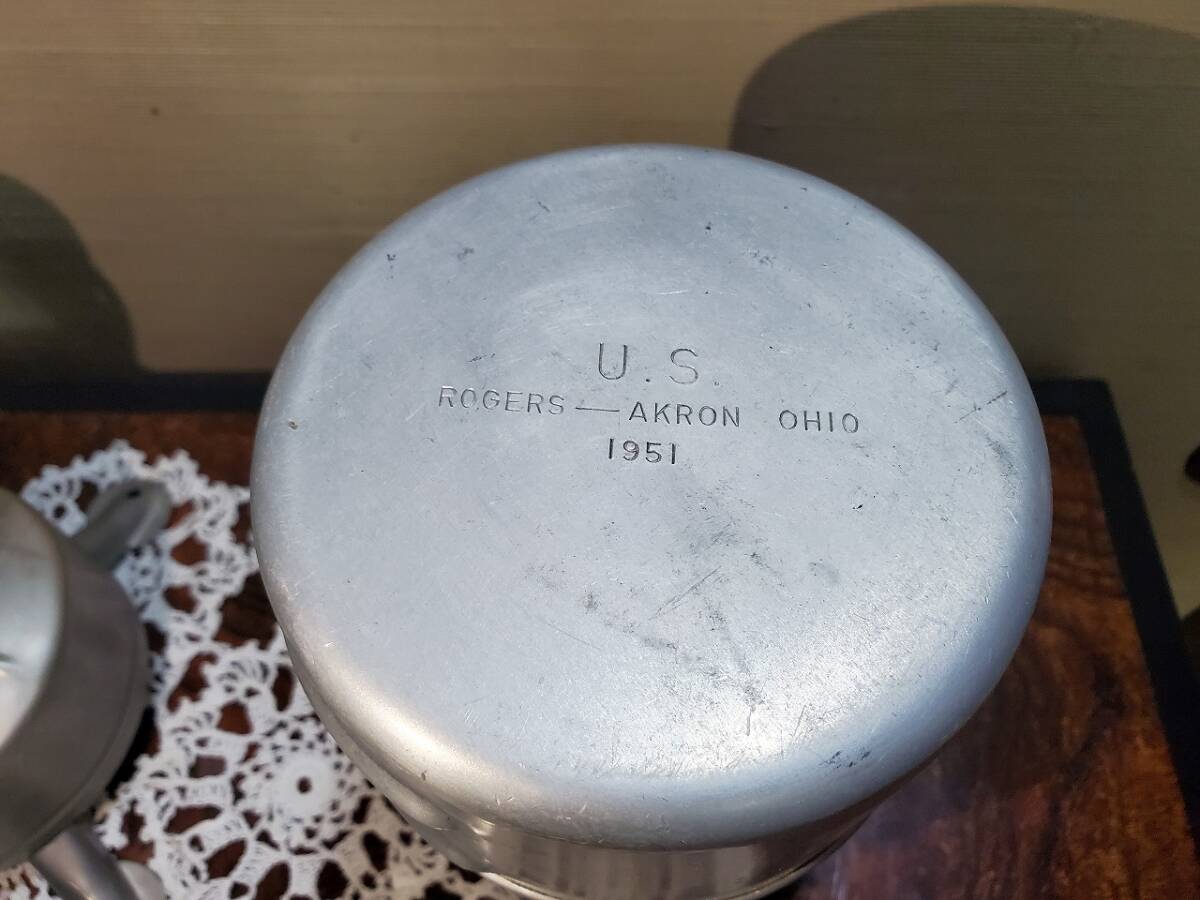 U.S.
ROGERS — AKRON OHIO
1951